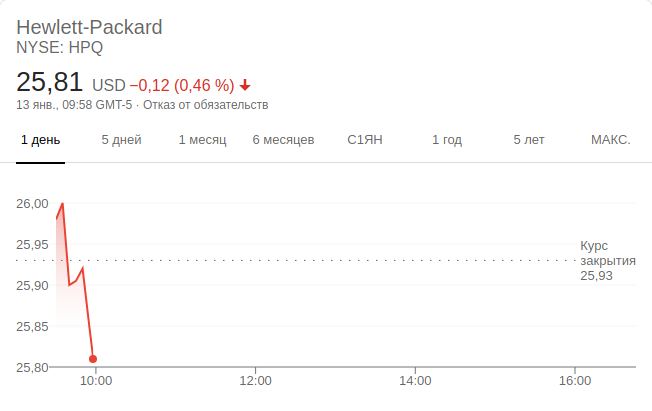 Hewlett-Packard
NYSE: HPQ
25,81 USD −0,12 (0,46 %)
13 янв., 09:58 GMT-5 · Отказ от обязательств
1 день 5 дней 1 месяц 6 месяцев С1ЯН 1 год 5 лет МАКС.
26,00
25,95
25,90
25,85
25,80
Курс
закрытия
25,93
10:00 12:00 14:00 16:00